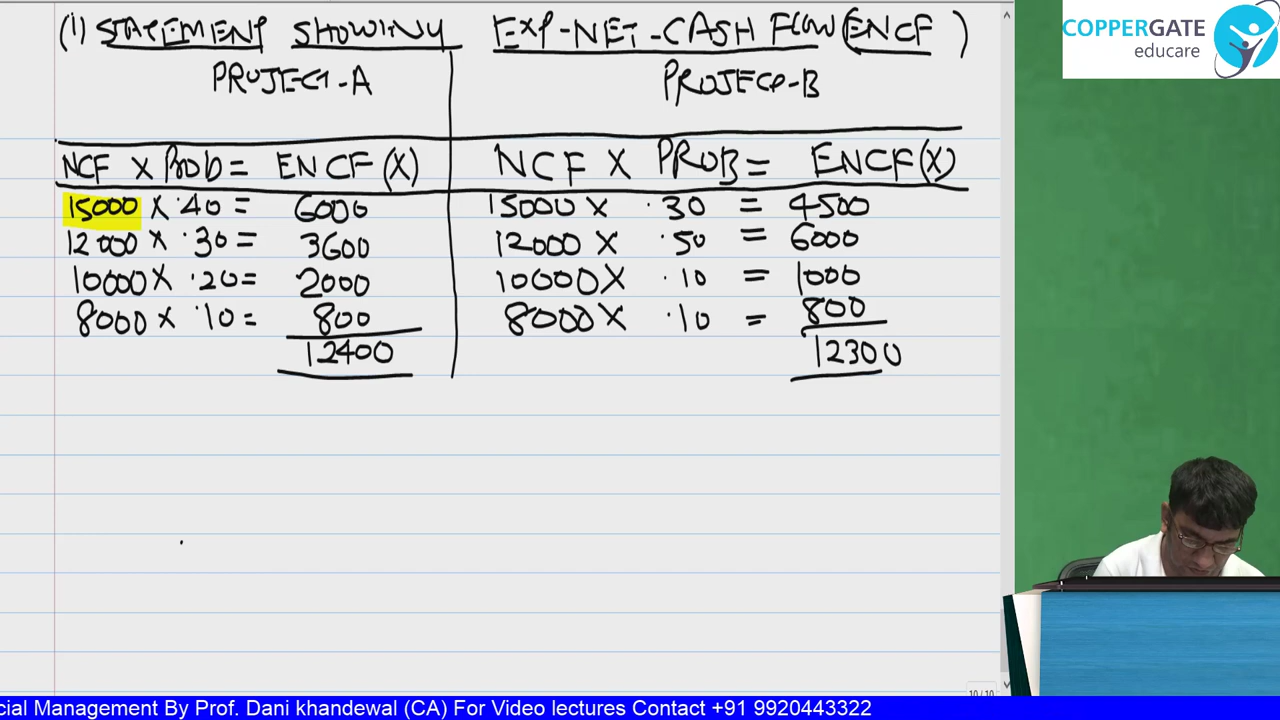 (i) STATEMENT SHOWING EXP-NET-CASH FLOW (ENCF)
PROJECT-A
PROJECT-B
NCF X Prob = ENCF (X)
15000 X .40 = 6000
12000 X .30 = 3600
10000 X .20 = 2000
8000 X .10 = 800
12400
NCF X PROB = ENCF (X)
15000 X .30 = 4500
12000 X .50 = 6000
10000 X .10 = 1000
8000 X .10 = 800
12300
COPPERGATE
educare
10/10
cial Management By Prof. Dani khandewal (CA) For Video lectures Contact +91 9920443322